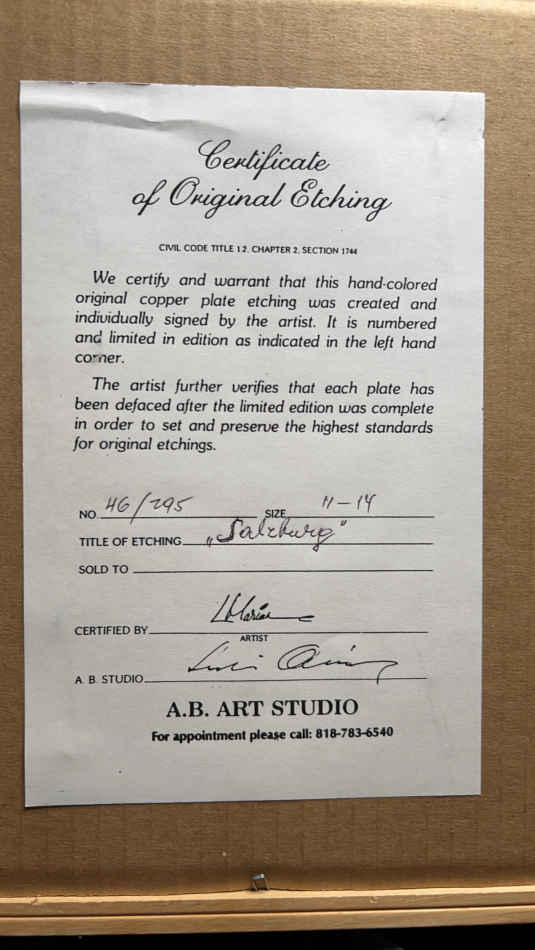 Certificate
of Original Etching
CIVIL CODE TITLE 12, CHAPTER 2, SECTION 1744
We certify and warrant that this hand-colored
original copper plate etching was created and
individually signed by the artist. It is numbered
and limited in edition as indicated in the left hand
corner.
The artist further verifies that each plate has
been defaced after the limited edition was complete
in order to set and preserve the highest standards
for original etchings.
NO. 46/295 SIZE 11-14
TITLE OF ETCHING „Salzburg"
SOLD TO
CERTIFIED BY
ARTIST
A. B. STUDIO
A.B. ART STUDIO
For appointment please call: 818-783-6540